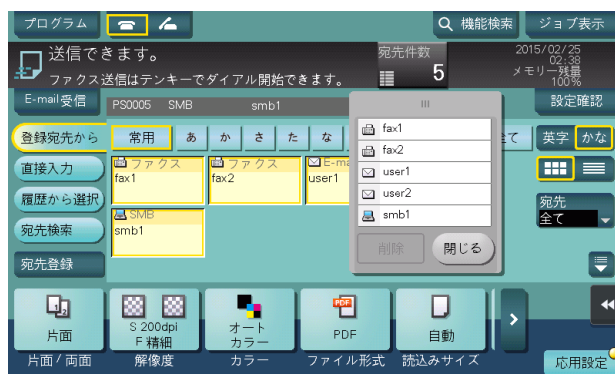 プログラム
機能検索
ジョブ表示
送信できます。
ファクス送信はテンキーでダイアル開始できます。
宛先件数
5
2015/02/25
02:38
メモリー残量
100%
E-mail受信
PS0005 SMB smb1
設定確認
登録宛先から
常用 あ か さ た な
全て
英字 かな
直接入力
履歴から選択
宛先検索
宛先登録
ファクス
fax1
ファクス
fax2
E-ma
user1
SMB
smb1
fax1
fax2
user1
user2
smb1
削除 閉じる
宛先
全て
片面
S 200dpi
F 精細
オート
カラー
PDF
PDF
自動
片面/両面 解像度 カラー ファイル形式 読込みサイズ
応用設定